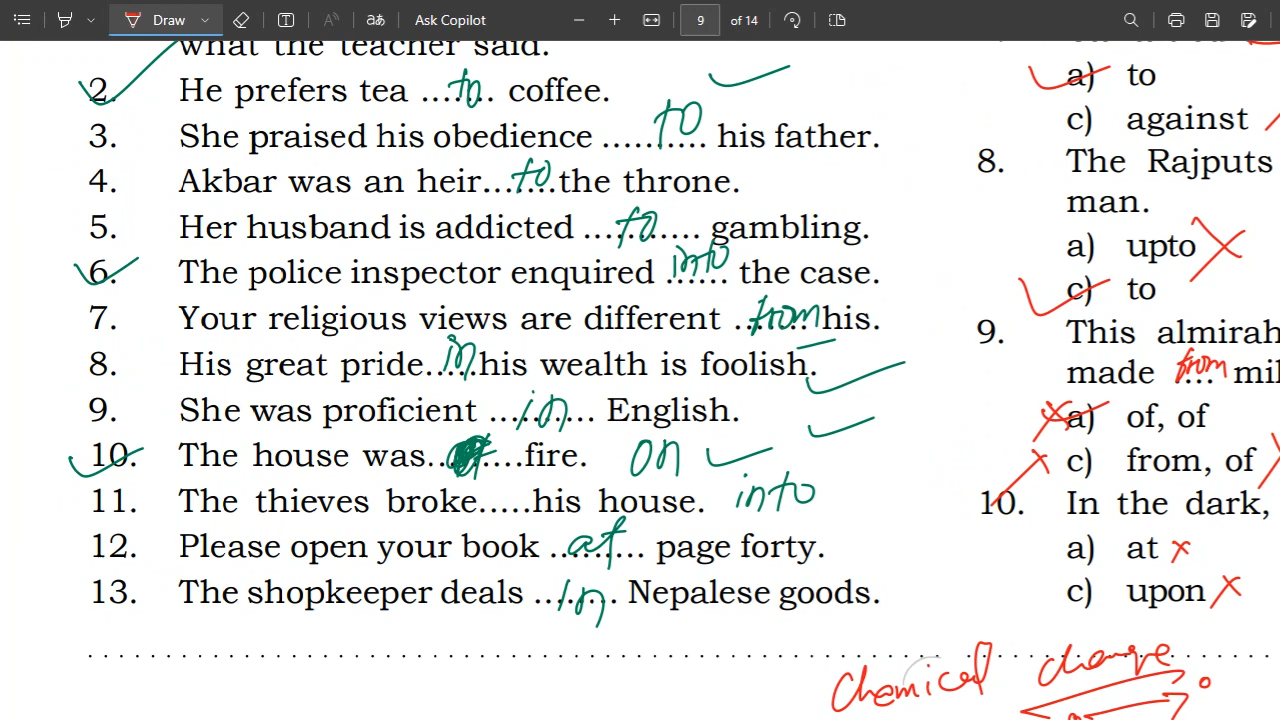 Draw
Ask Copilot
9 of 14
what the teacher said.
2. He prefers tea ...to... coffee.
3. She praised his obedience ...to... his father.
4. Akbar was an heir...to...the throne.
5. Her husband is addicted ...to... gambling.
6. The police inspector enquired ...into... the case.
7. Your religious views are different ...from...his.
8. His great pride...in...his wealth is foolish.
9. She was proficient ...in... English.
10. The house was.......fire. on
11. The thieves broke.....his house. into
12. Please open your book ...at... page forty.
13. The shopkeeper deals ...in... Nepalese goods.
a) to
c) against
8. The Rajputs
man.
a) upto
c) to
9. This almirah
made from mil
a) of, of
c) from, of
10. In the dark,
a) at
c) upon
chemical change